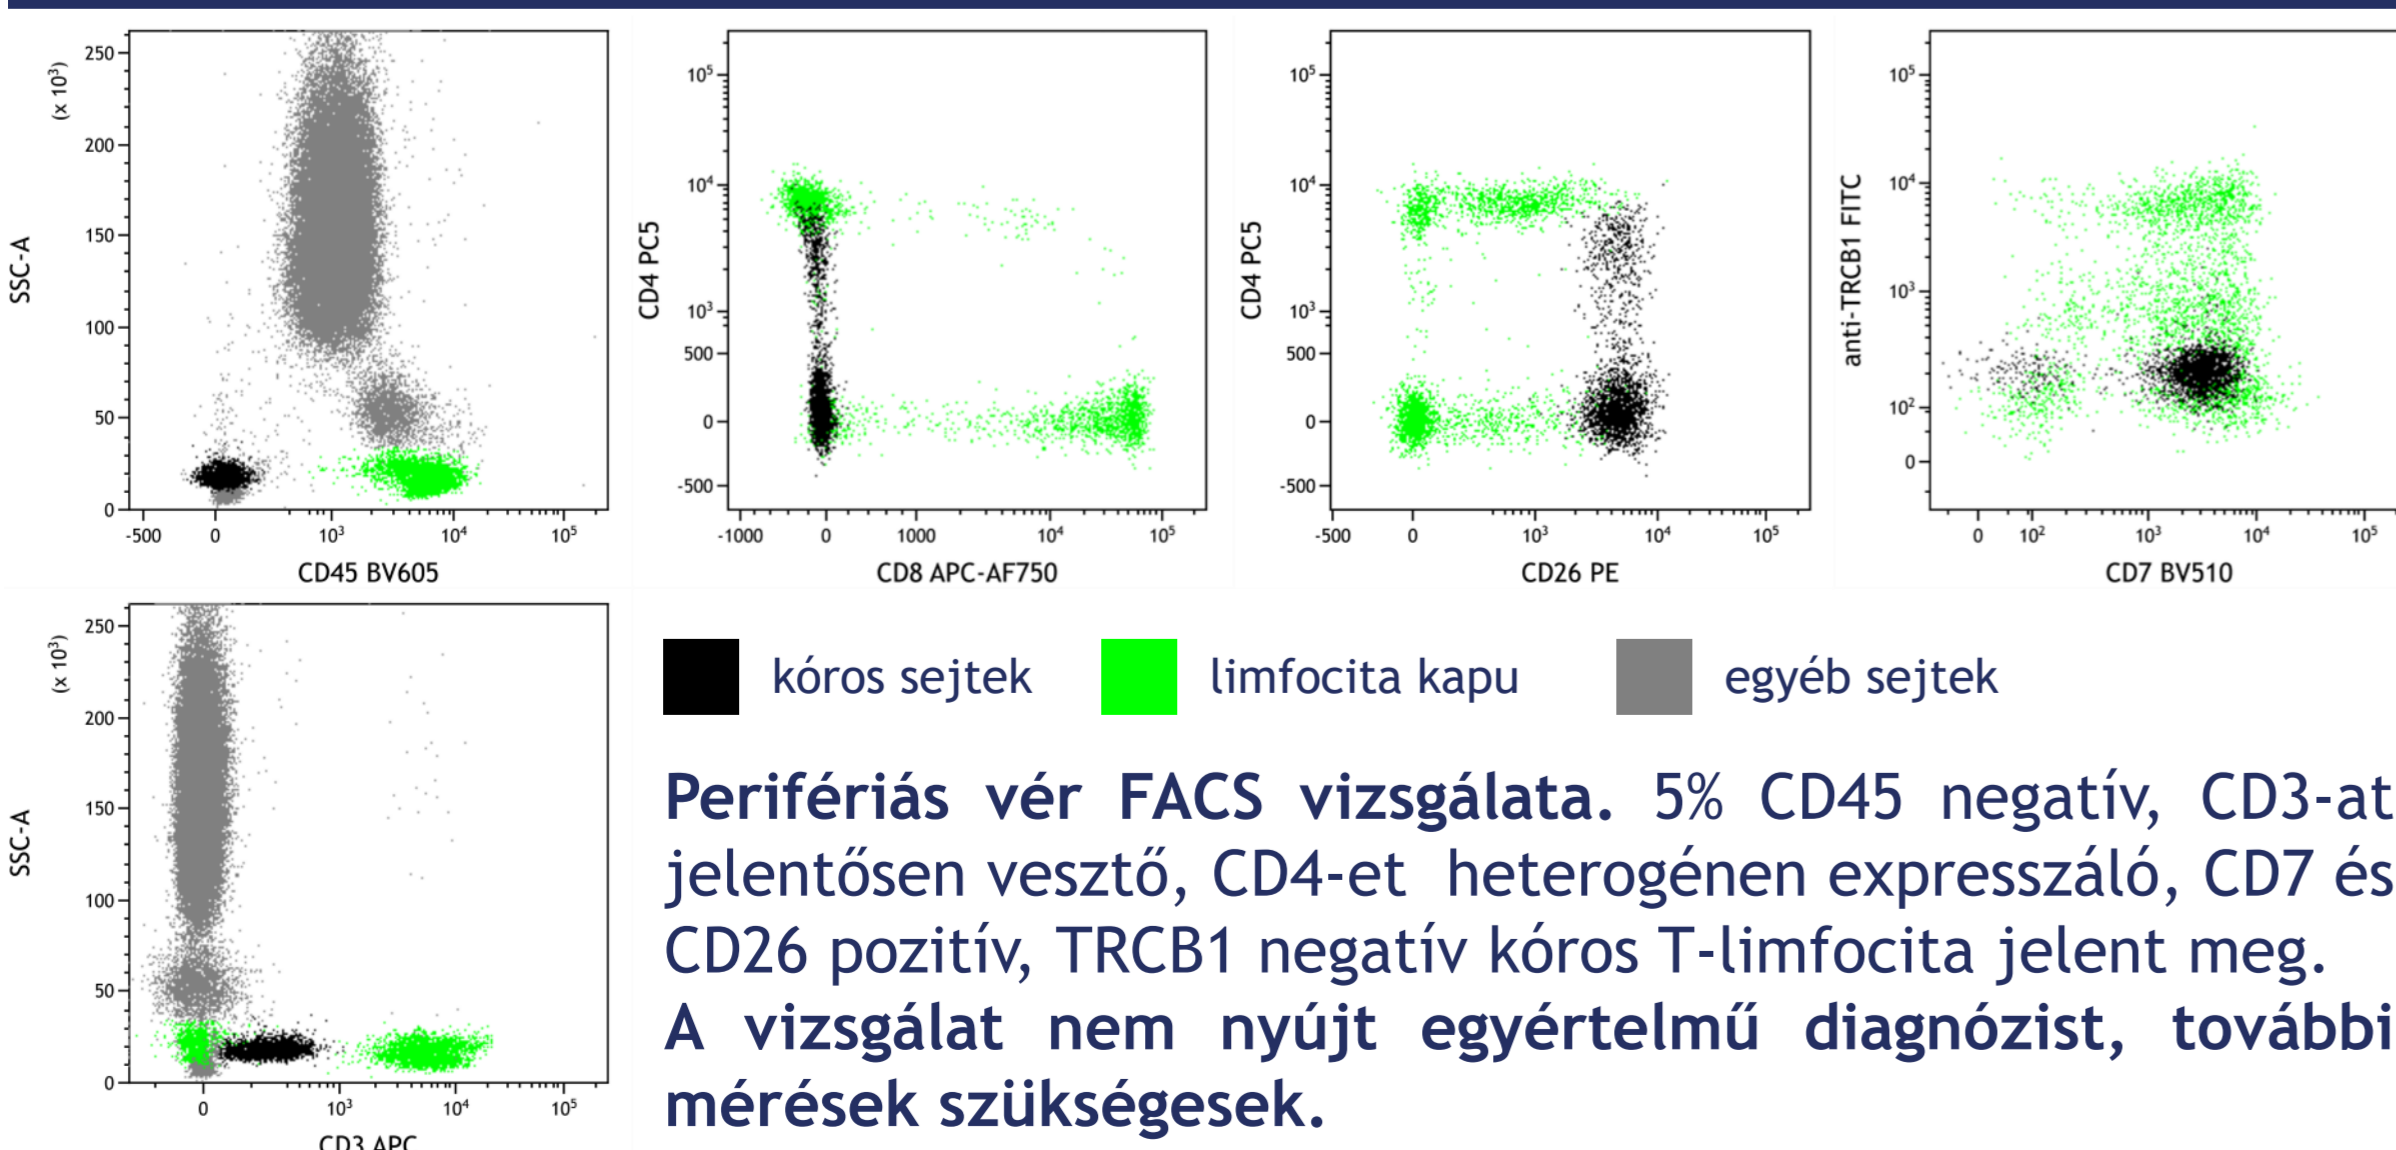 250
200
150
100
50
0
(x 10³)
SSC-A
-500 0 10³ 10⁴ 10⁵
CD45 BV605
10⁵
10⁴
10³
500
0
-500
CD4 PC5
-1000 0 1000 10⁴ 10⁵
CD8 APC-AF750
10⁵
10⁴
10³
500
0
-500
CD4 PC5
-500 0 10³ 10⁴ 10⁵
CD26 PE
10⁵
10⁴
10³
10²
0
anti-TRCB1 FITC
0 10² 10³ 10⁴ 10⁵
CD7 BV510
250
200
150
100
50
0
(x 10³)
SSC-A
0 10³ 10⁴ 10⁵
CD3 APC
kóros sejtek limfocita kapu egyéb sejtek
Perifériás vér FACS vizsgálata. 5% CD45 negatív, CD3-at
jelentősen vesztő, CD4-et heterogénen expresszáló, CD7 és
CD26 pozitív, TRCB1 negatív kóros T-limfocita jelent meg.
A vizsgálat nem nyújt egyértelmű diagnózist, további
mérések szükségesek.